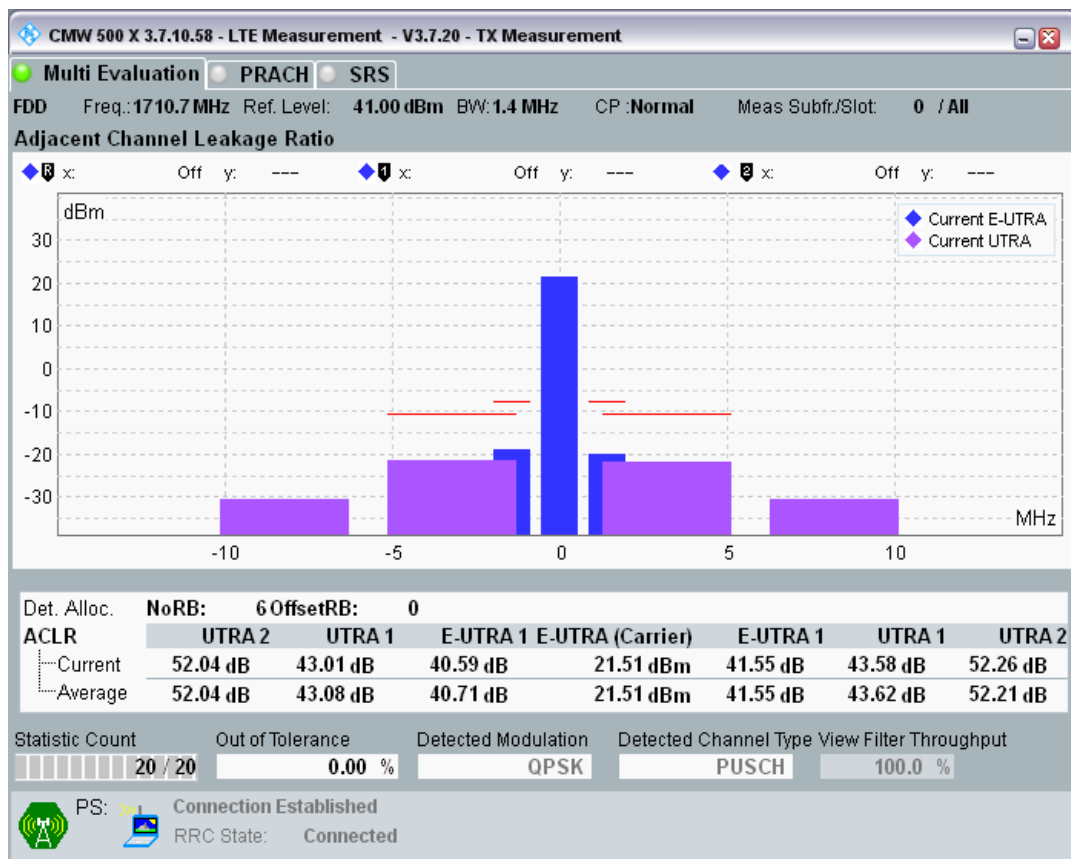 CMW 500 X 3.7.10.58 - LTE Measurement - V3.7.20 - TX Measurement
Multi Evaluation PRACH SRS
FDD Freq.: 1710.7 MHz Ref. Level: 41.00 dBm BW: 1.4 MHz CP :Normal Meas Subfr./Slot: 0 / All
Adjacent Channel Leakage Ratio
R x: Off y: --- 1 x: Off y: --- 2 x: Off y: ---
dBm
Current E-UTRA
Current UTRA
30
20
10
0
-10
-20
-30
MHz
-10 -5 0 5 10
Det. Alloc. NoRB: 6 OffsetRB: 0
ACLR UTRA 2 UTRA 1 E-UTRA 1 E-UTRA (Carrier) E-UTRA 1 UTRA 1 UTRA 2
Current 52.04 dB 43.01 dB 40.59 dB 21.51 dBm 41.55 dB 43.58 dB 52.26 dB
Average 52.04 dB 43.08 dB 40.71 dB 21.51 dBm 41.55 dB 43.62 dB 52.21 dB
Statistic Count Out of Tolerance Detected Modulation Detected Channel Type View Filter Throughput
20 / 20 0.00 % QPSK PUSCH 100.0 %
PS: Connection Established
RRC State: Connected